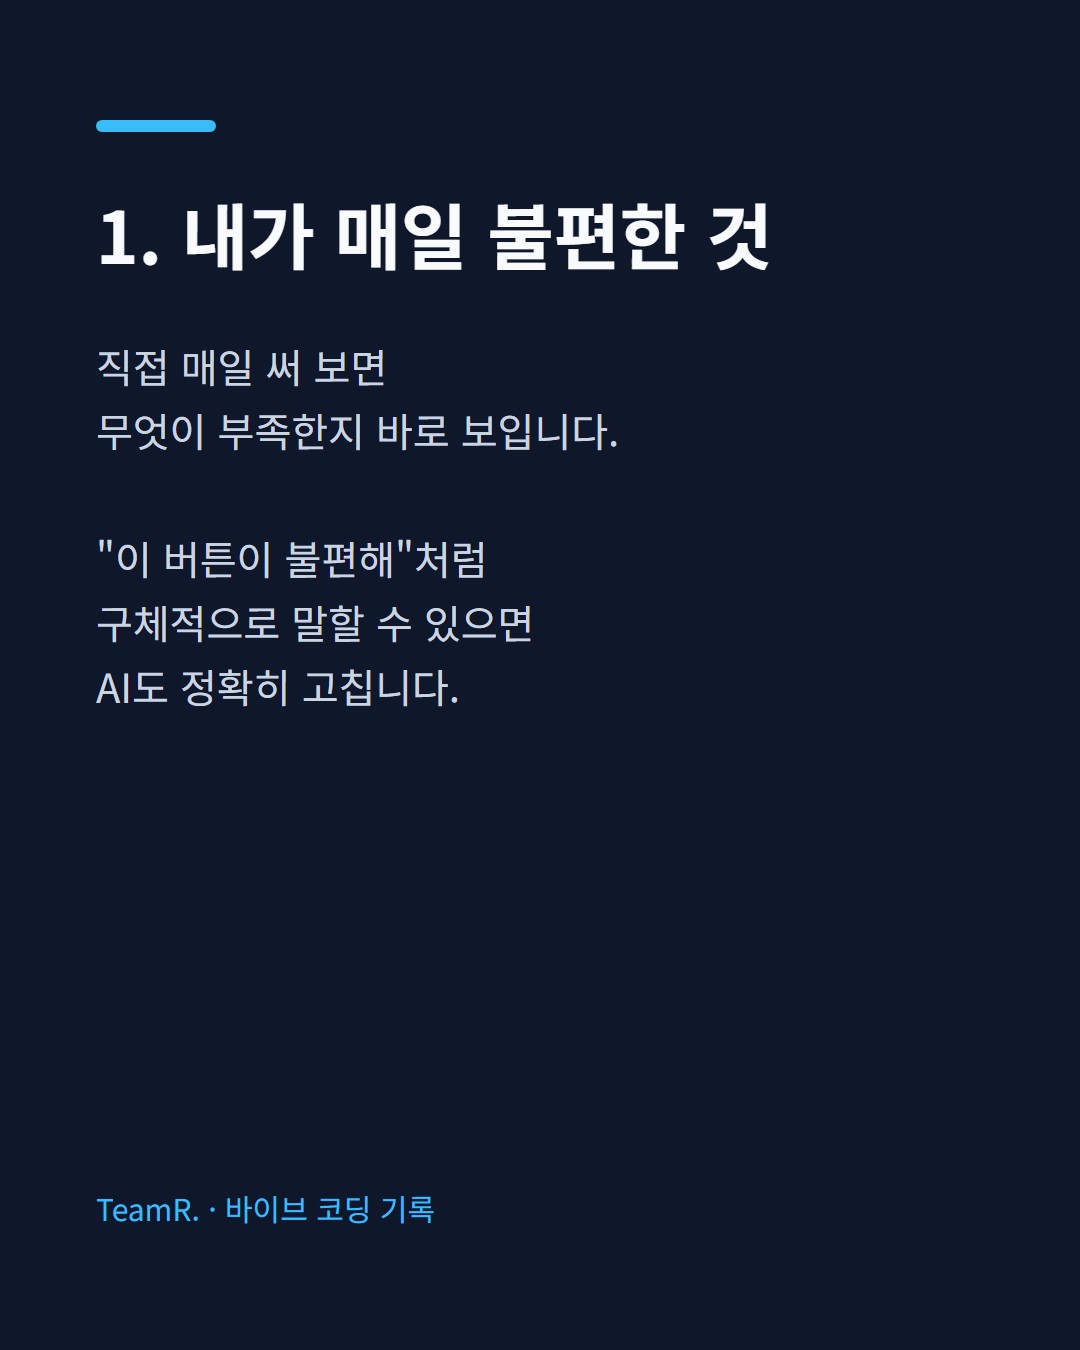 1. 내가 매일 불편한 것
직접 매일 써 보면
무엇이 부족한지 바로 보입니다.
"이 버튼이 불편해"처럼
구체적으로 말할 수 있으면
AI도 정확히 고칩니다.
TeamR. · 바이브 코딩 기록